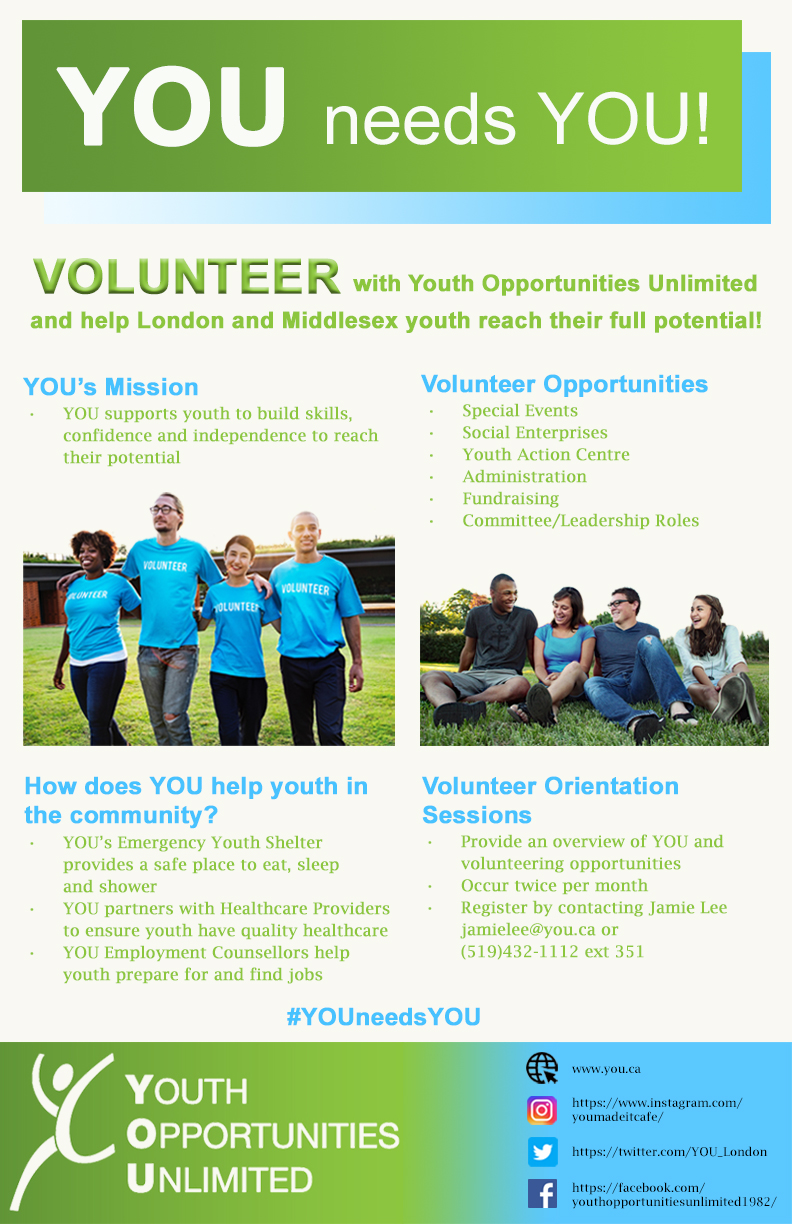 YOU needs YOU!
VOLUNTEER with Youth Opportunities Unlimited
and help London and Middlesex youth reach their full potential!
YOU's Mission
· YOU supports youth to build skills,
confidence and independence to reach
their potential
VOLUNTEER
VOLUNTEER
VOLUNTEER
VOLUNTEER
Volunteer Opportunities
· Special Events
· Social Enterprises
· Youth Action Centre
· Administration
· Fundraising
· Committee/Leadership Roles
How does YOU help youth in
the community?
· YOU's Emergency Youth Shelter
provides a safe place to eat, sleep
and shower
· YOU partners with Healthcare Providers
to ensure youth have quality healthcare
· YOU Employment Counsellors help
youth prepare for and find jobs
Volunteer Orientation
Sessions
· Provide an overview of YOU and
volunteering opportunities
· Occur twice per month
· Register by contacting Jamie Lee
jamielee@you.ca or
(519)432-1112 ext 351
#YOUneedsYOU
YOUTH
OPPORTUNITIES
UNLIMITED
www.you.ca
https://www.instagram.com/
youmadeitcafe/
https://twitter.com/YOU_London
https://facebook.com/
youthopportunitiesunlimited1982/